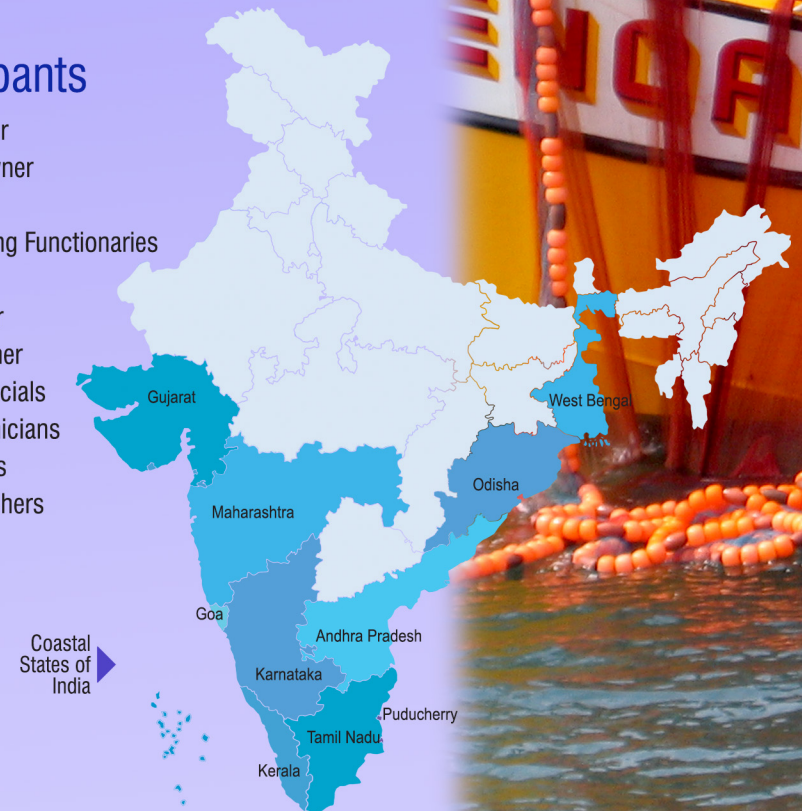 pants
r
ner
ng Functionaries
r
ner
cials
icians
s
hers
Gujarat
West Bengal
Odisha
Maharashtra
Goa
Andhra Pradesh
Coastal
States of
India
Karnataka
Puducherry
Tamil Nadu
Kerala